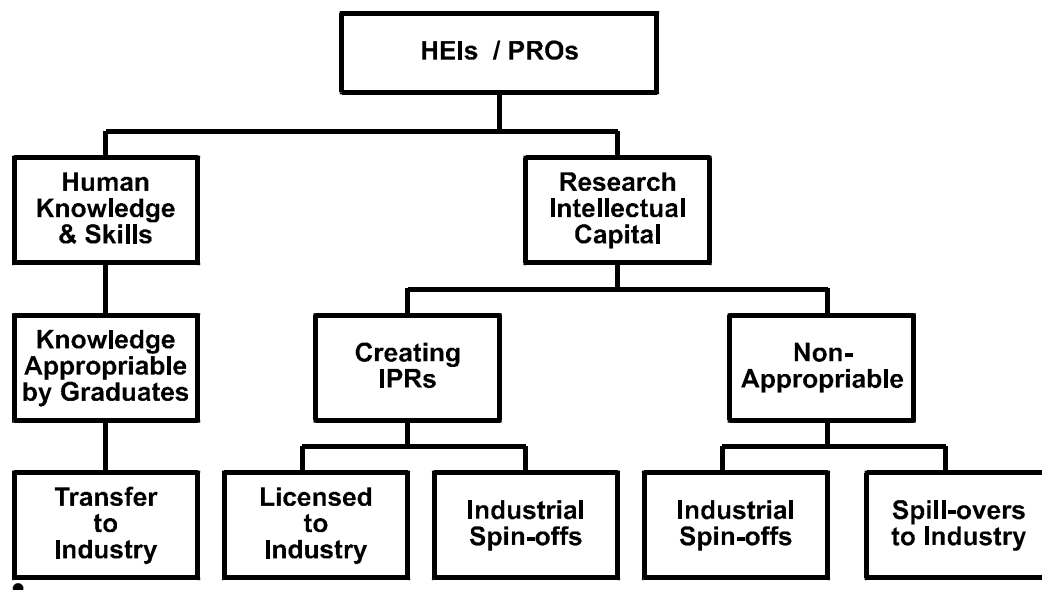 HEIs / PROs
Human
Knowledge
& Skills
Research
Intellectual
Capital
Knowledge
Appropriable
by Graduates
Creating
IPRs
Non-
Appropriable
Transfer
to
Industry
Licensed
to
Industry
Industrial
Spin-offs
Industrial
Spin-offs
Spill-overs
to Industry